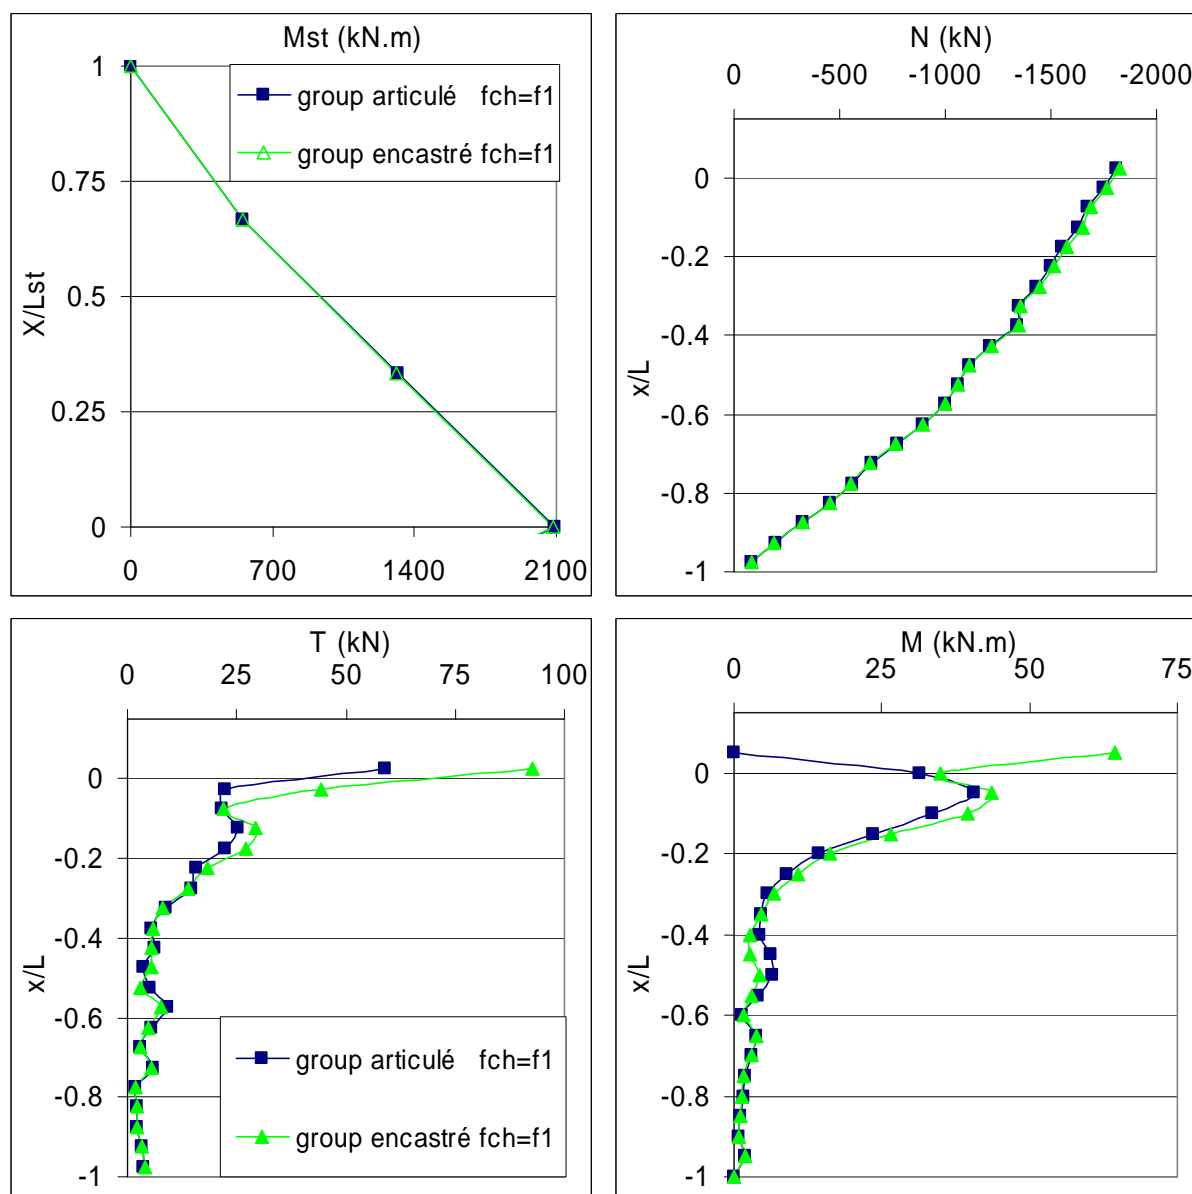 Mst (kN.m)
1
0.75
0.5
0.25
0
X/Lst
group articulé fch=f1
group encastré fch=f1
0 700 1400 2100
N (kN)
0 -500 -1000 -1500 -2000
0
-0.2
-0.4
-0.6
-0.8
-1
x/L
T (kN)
0 25 50 75 100
0
-0.2
-0.4
-0.6
-0.8
-1
x/L
group articulé fch=f1
group encastré fch=f1
M (kN.m)
0 25 50 75
0
-0.2
-0.4
-0.6
-0.8
-1
x/L